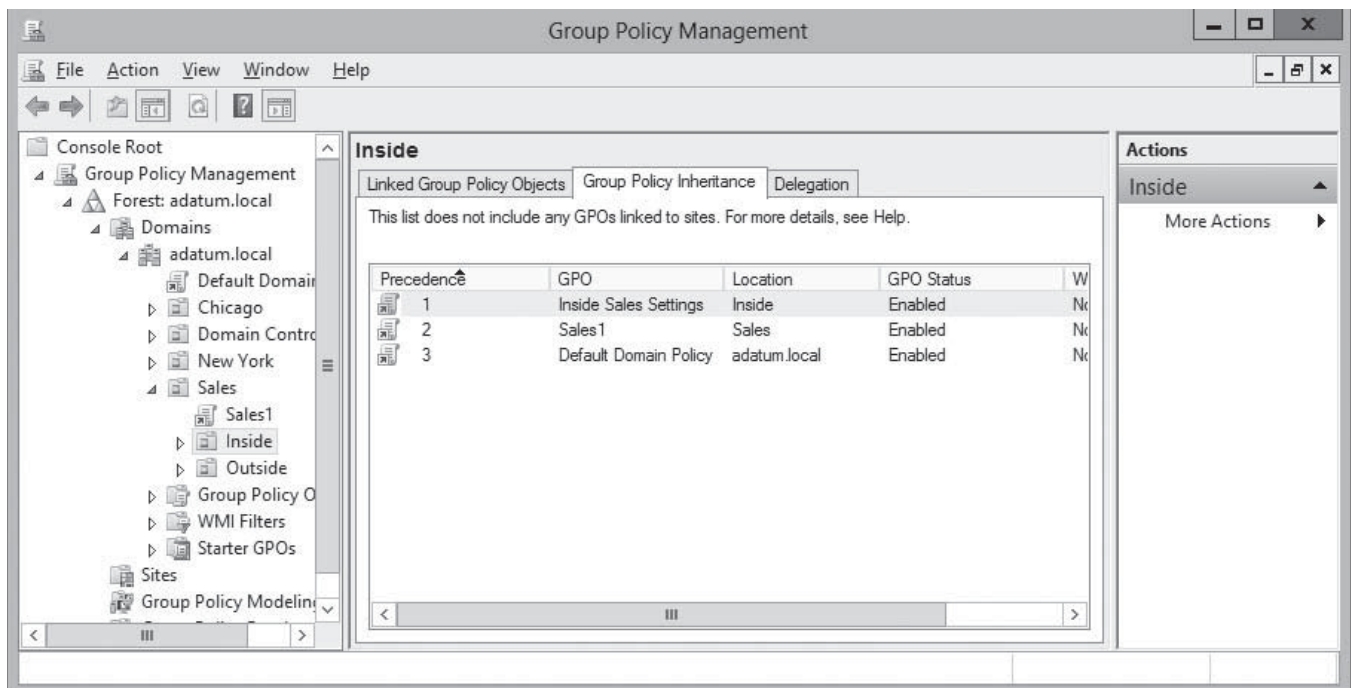 Group Policy Management
File Action View Window Help
Console Root
Group Policy Management
Forest: adatum.local
Domains
adatum.local
Default Domair
Chicago
Domain Contro
New York
Sales
Sales1
Inside
Outside
Group Policy O
WMI Filters
Starter GPOs
Sites
Group Policy Modeling
Inside
Linked Group Policy Objects Group Policy Inheritance Delegation
This list does not include any GPOs linked to sites. For more details, see Help.
Precedence GPO Location GPO Status W
1 Inside Sales Settings Inside Enabled No
2 Sales1 Sales Enabled No
3 Default Domain Policy adatum.local Enabled No
Actions
Inside
More Actions